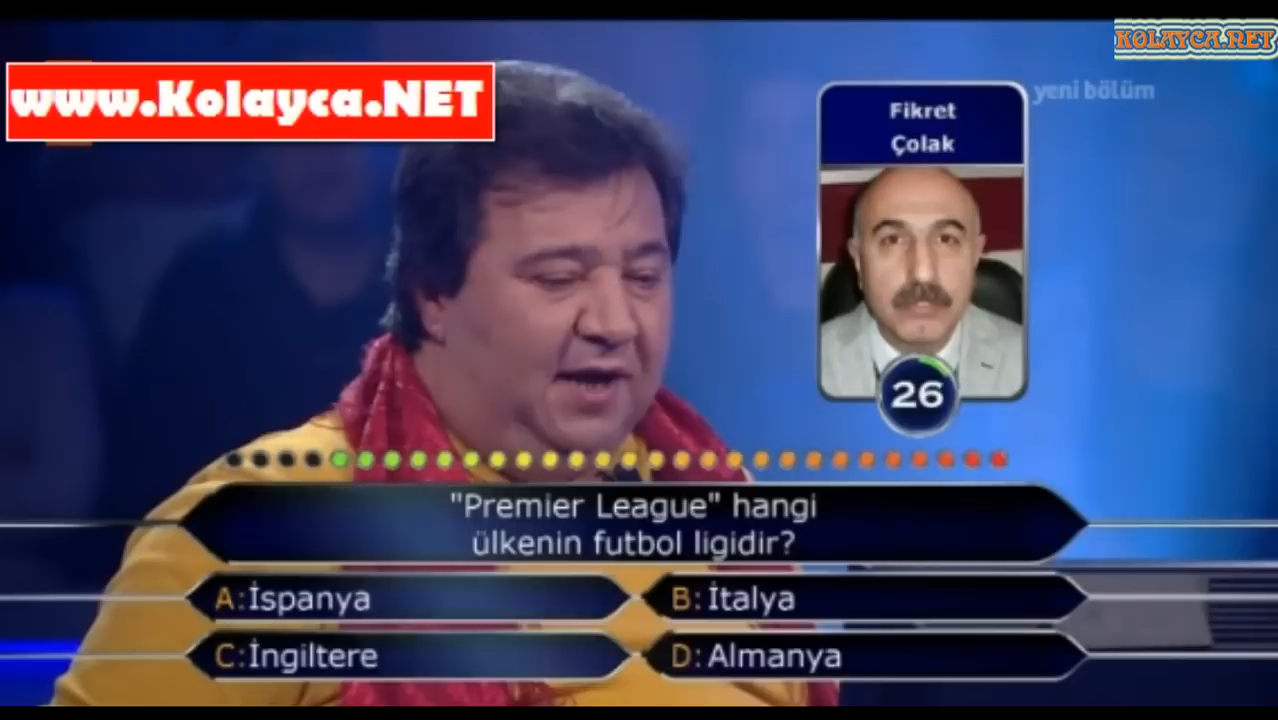 KOLAYCA.NET
www.Kolayca.NET
yeni bölüm
Fikret
Çolak
26
"Premier League" hangi
ülkenin futbol ligidir?
A:İspanya
B:İtalya
C:İngiltere
D:Almanya